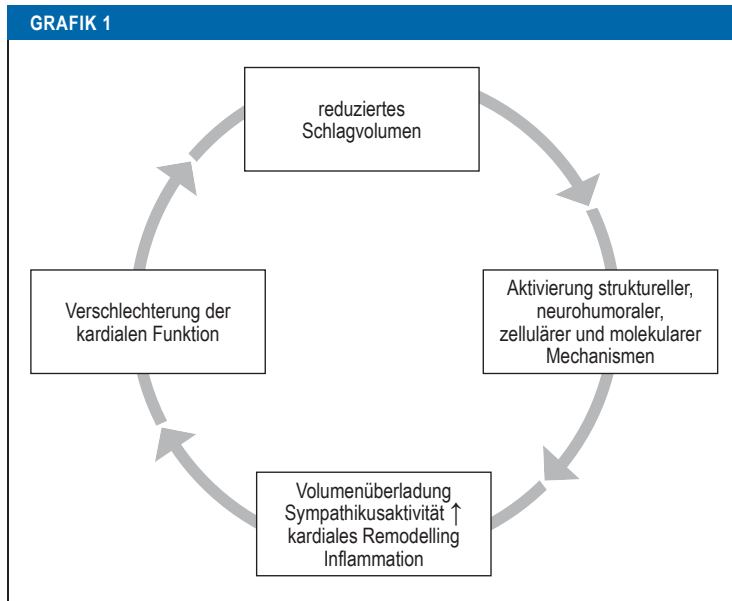 GRAFIK 1
reduziertes
Schlagvolumen
Aktivierung struktureller,
neurohumoraler,
zellulärer und molekularer
Mechanismen
Volumenüberladung
Sympathikusaktivität ↑
kardiales Remodelling
Inflammation
Verschlechterung der
kardialen Funktion